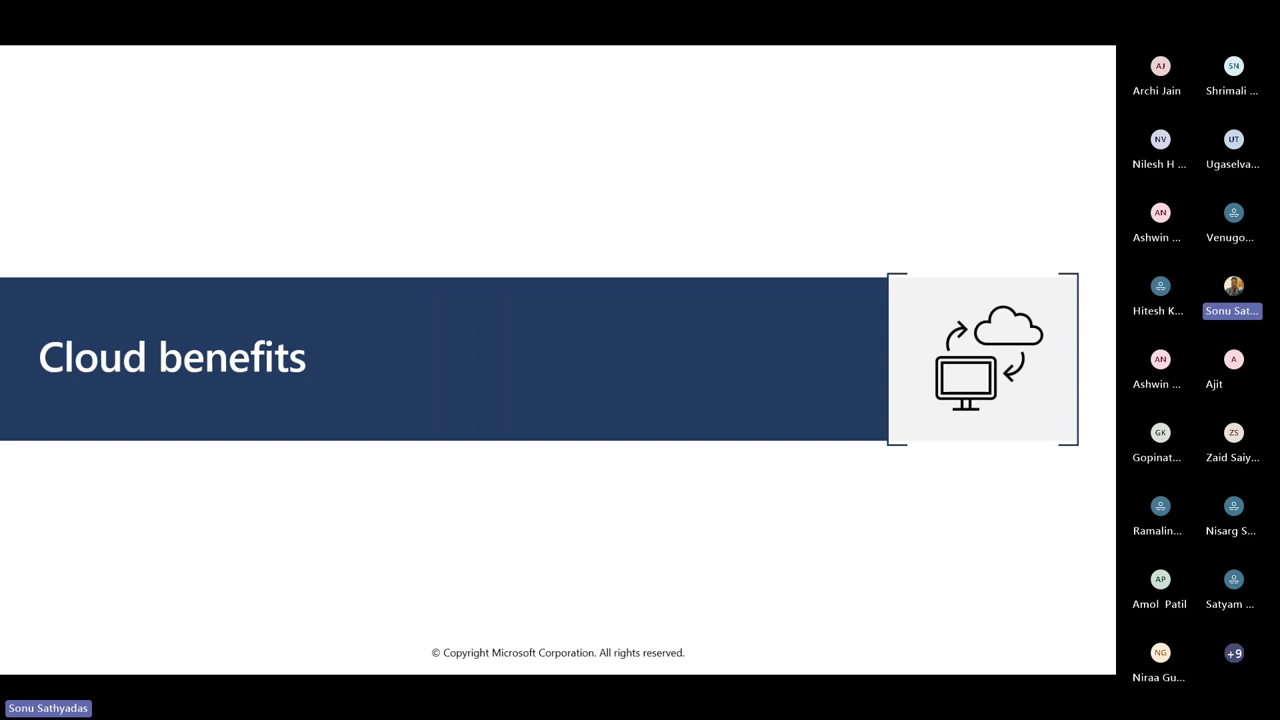 Cloud benefits
© Copyright Microsoft Corporation. All rights reserved.
Sonu Sathyadas
AJ
Archi Jain
SN
Shrimali ...
NV
Nilesh H ...
UT
Ugaselva...
AN
Ashwin ...
Venugo...
Hitesh K...
Sonu Sat...
AN
Ashwin ...
A
Ajit
GK
Gopinat...
ZS
Zaid Saiy...
Ramalin...
Nisarg S...
AP
Amol Patil
Satyam ...
NG
Niraa Gu...
+9